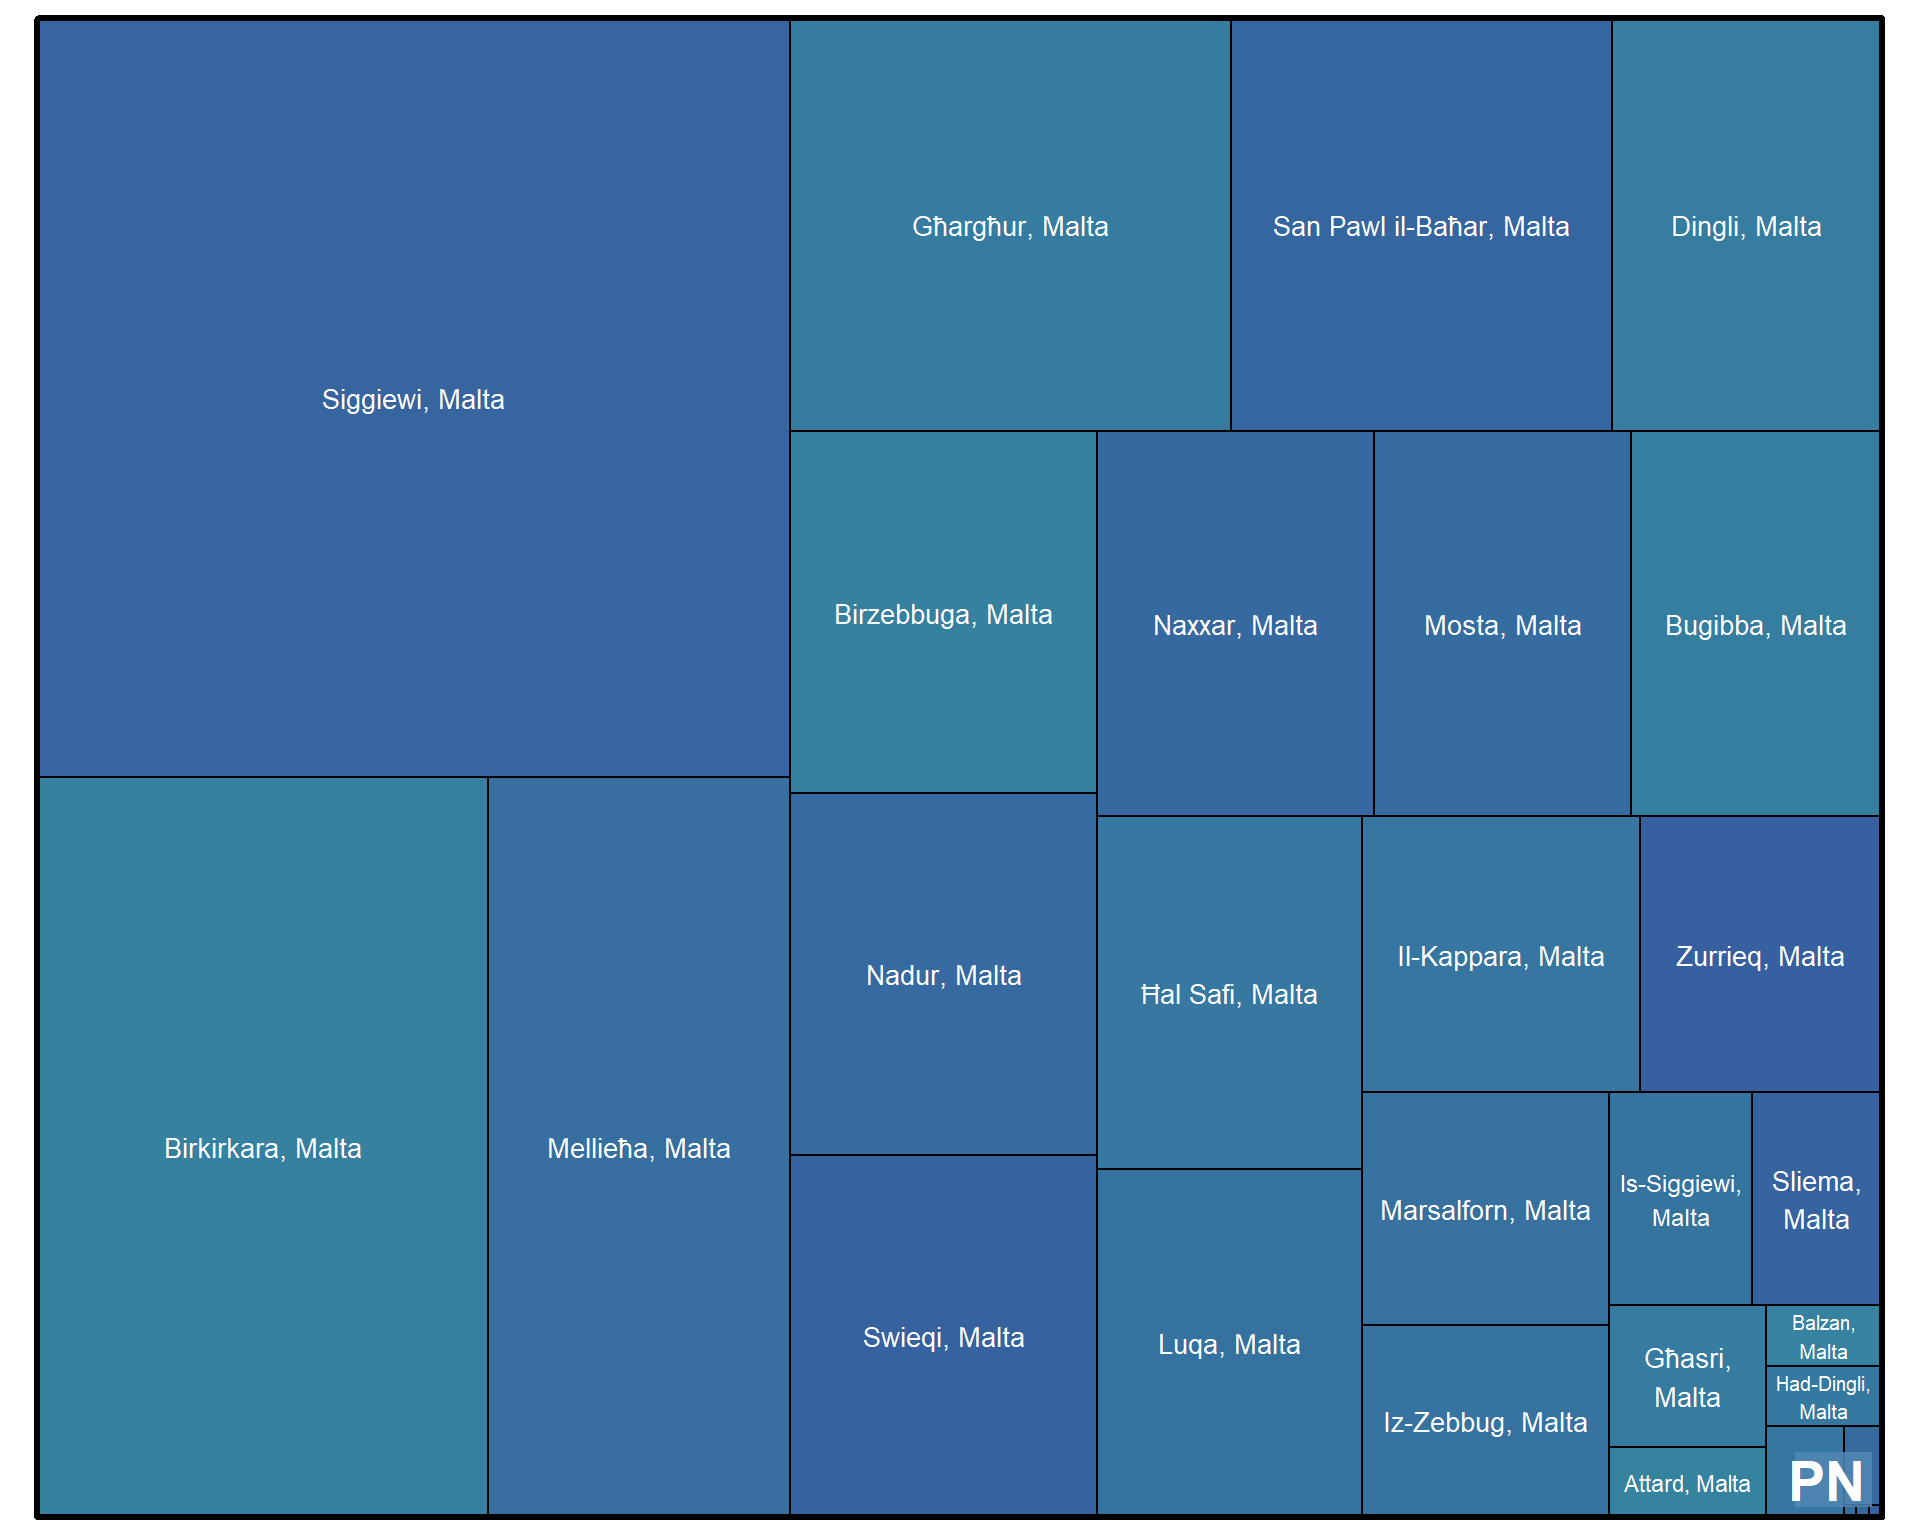 Siggiewi, Malta
Għargħur, Malta
San Pawl il-Baħar, Malta
Dingli, Malta
Birzebbuga, Malta
Naxxar, Malta
Mosta, Malta
Bugibba, Malta
Birkirkara, Malta
Mellieħa, Malta
Nadur, Malta
Ħal Safi, Malta
Il-Kappara, Malta
Zurrieq, Malta
Swieqi, Malta
Luqa, Malta
Marsalforn, Malta
Is-Siggiewi,
Malta
Sliema,
Malta
Iz-Zebbug, Malta
Għasri,
Malta
Balzan,
Malta
Had-Dingli,
Malta
Attard, Malta
PN